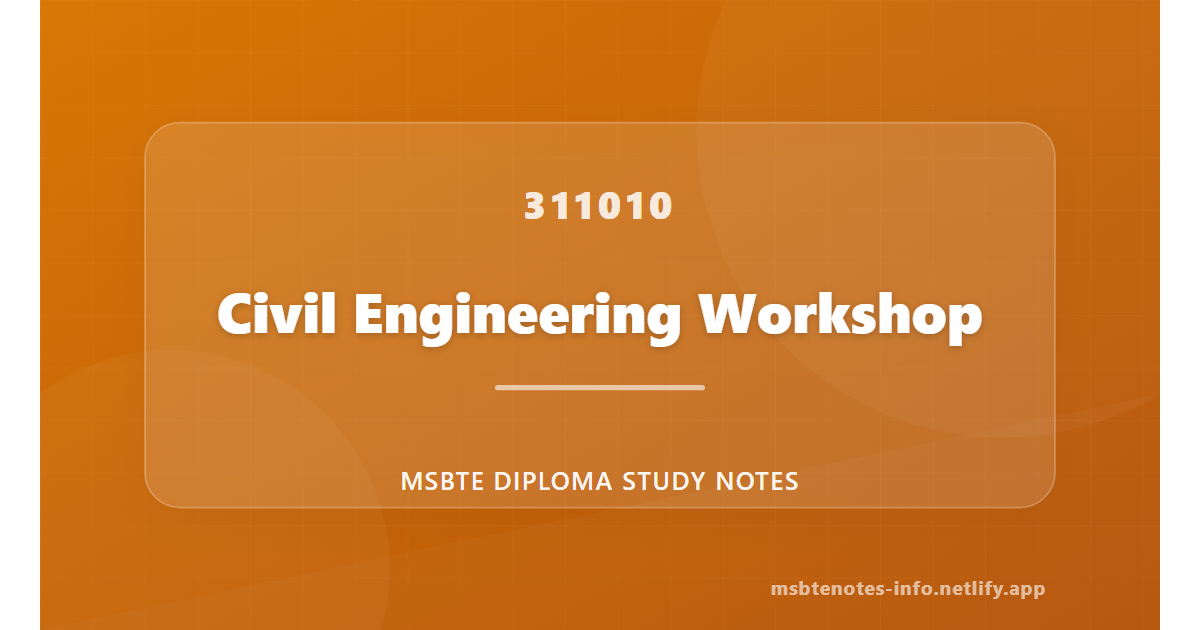 311010
Civil Engineering Workshop
MSBTE DIPLOMA STUDY NOTES
msbtenotes-info.netlify.app